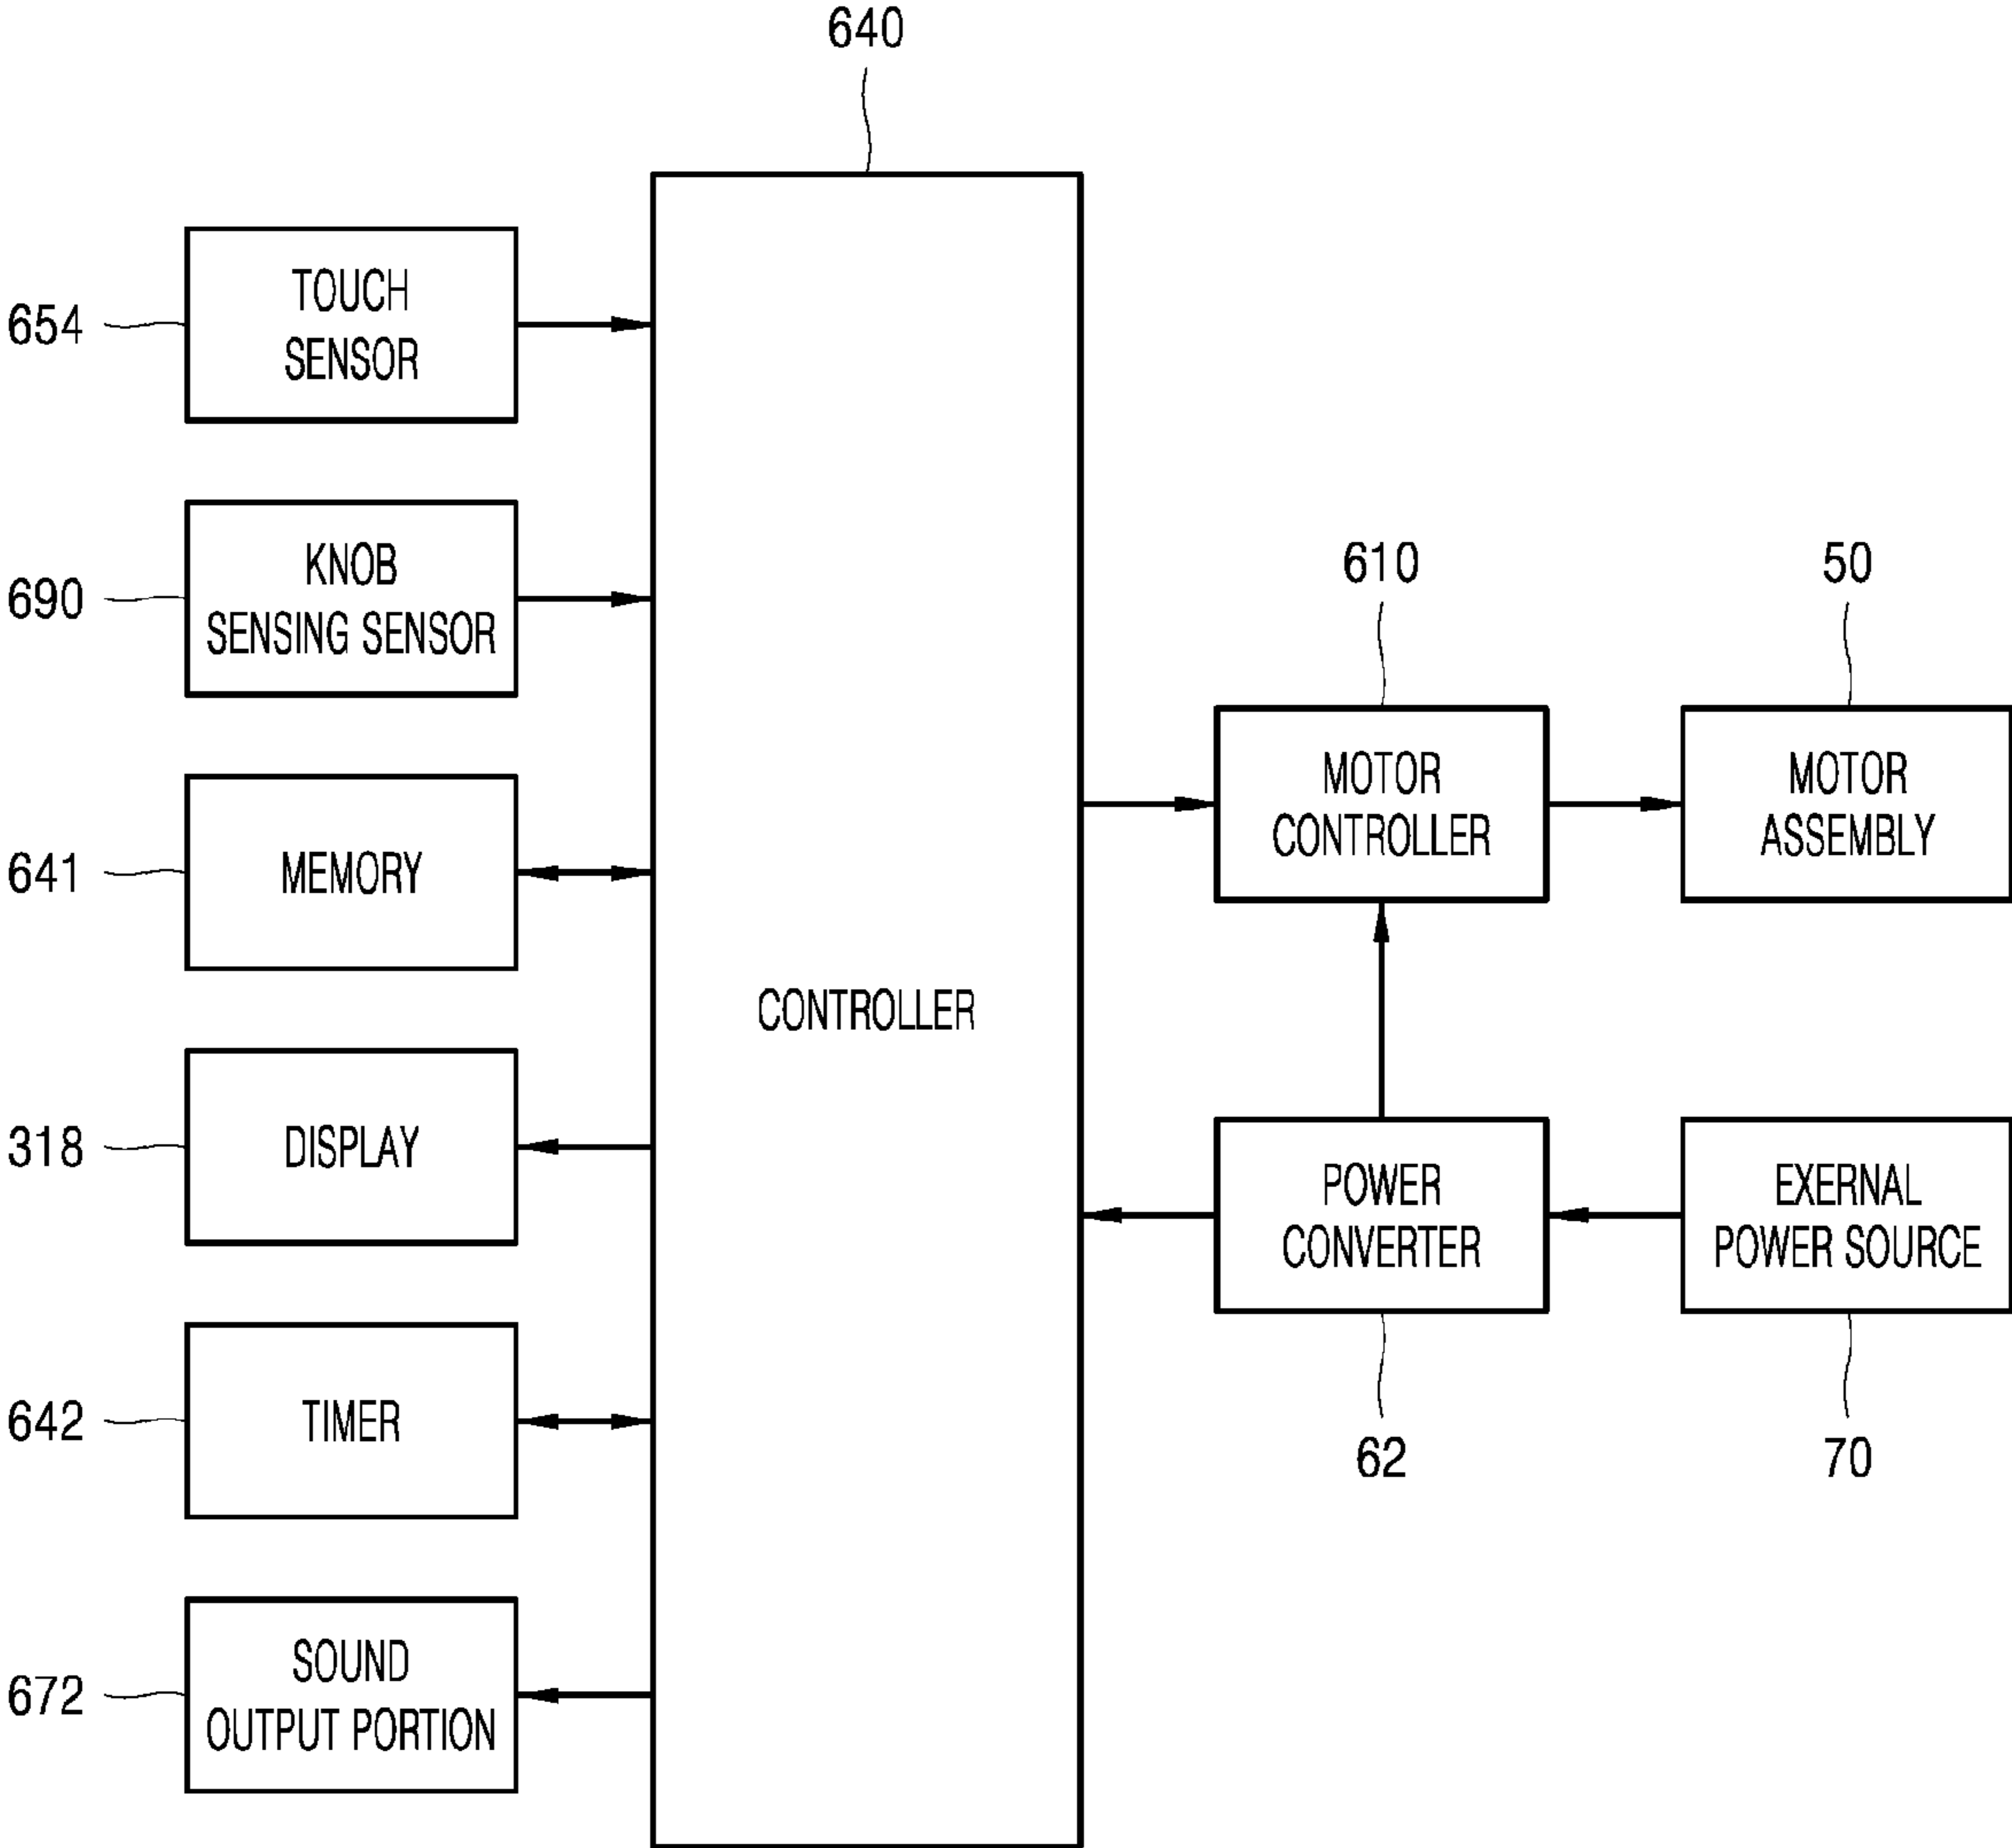 640
654
TOUCH
SENSOR
690
KNOB
SENSING SENSOR
641
MEMORY
318
DISPLAY
642
TIMER
672
SOUND
OUTPUT PORTION
CONTROLLER
610
MOTOR
CONTROLLER
50
MOTOR
ASSEMBLY
POWER
CONVERTER
62
EXERNAL
POWER SOURCE
70